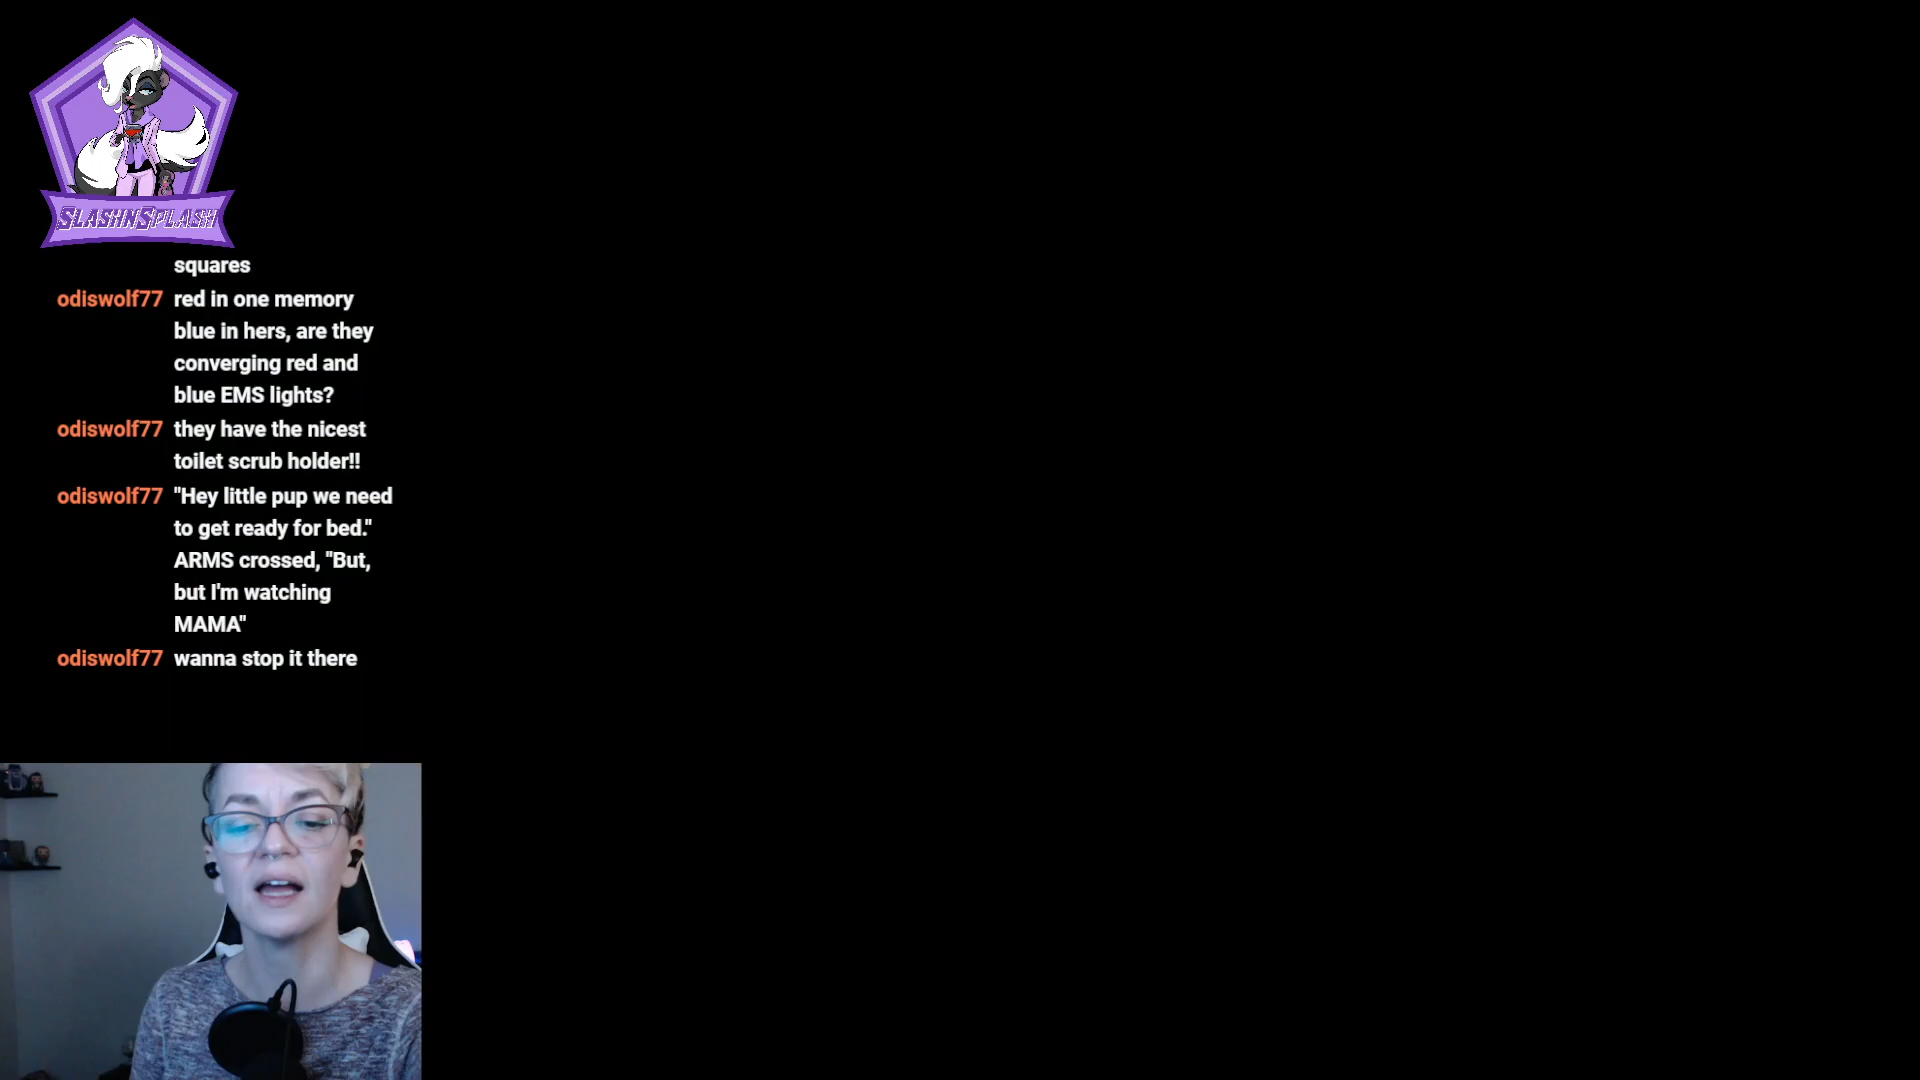 SLASHNSPLASH
squares
odiswolf77 red in one memory
blue in hers, are they
converging red and
blue EMS lights?
odiswolf77 they have the nicest
toilet scrub holder!!
odiswolf77 "Hey little pup we need
to get ready for bed."
ARMS crossed, "But,
but I'm watching
MAMA"
odiswolf77 wanna stop it there